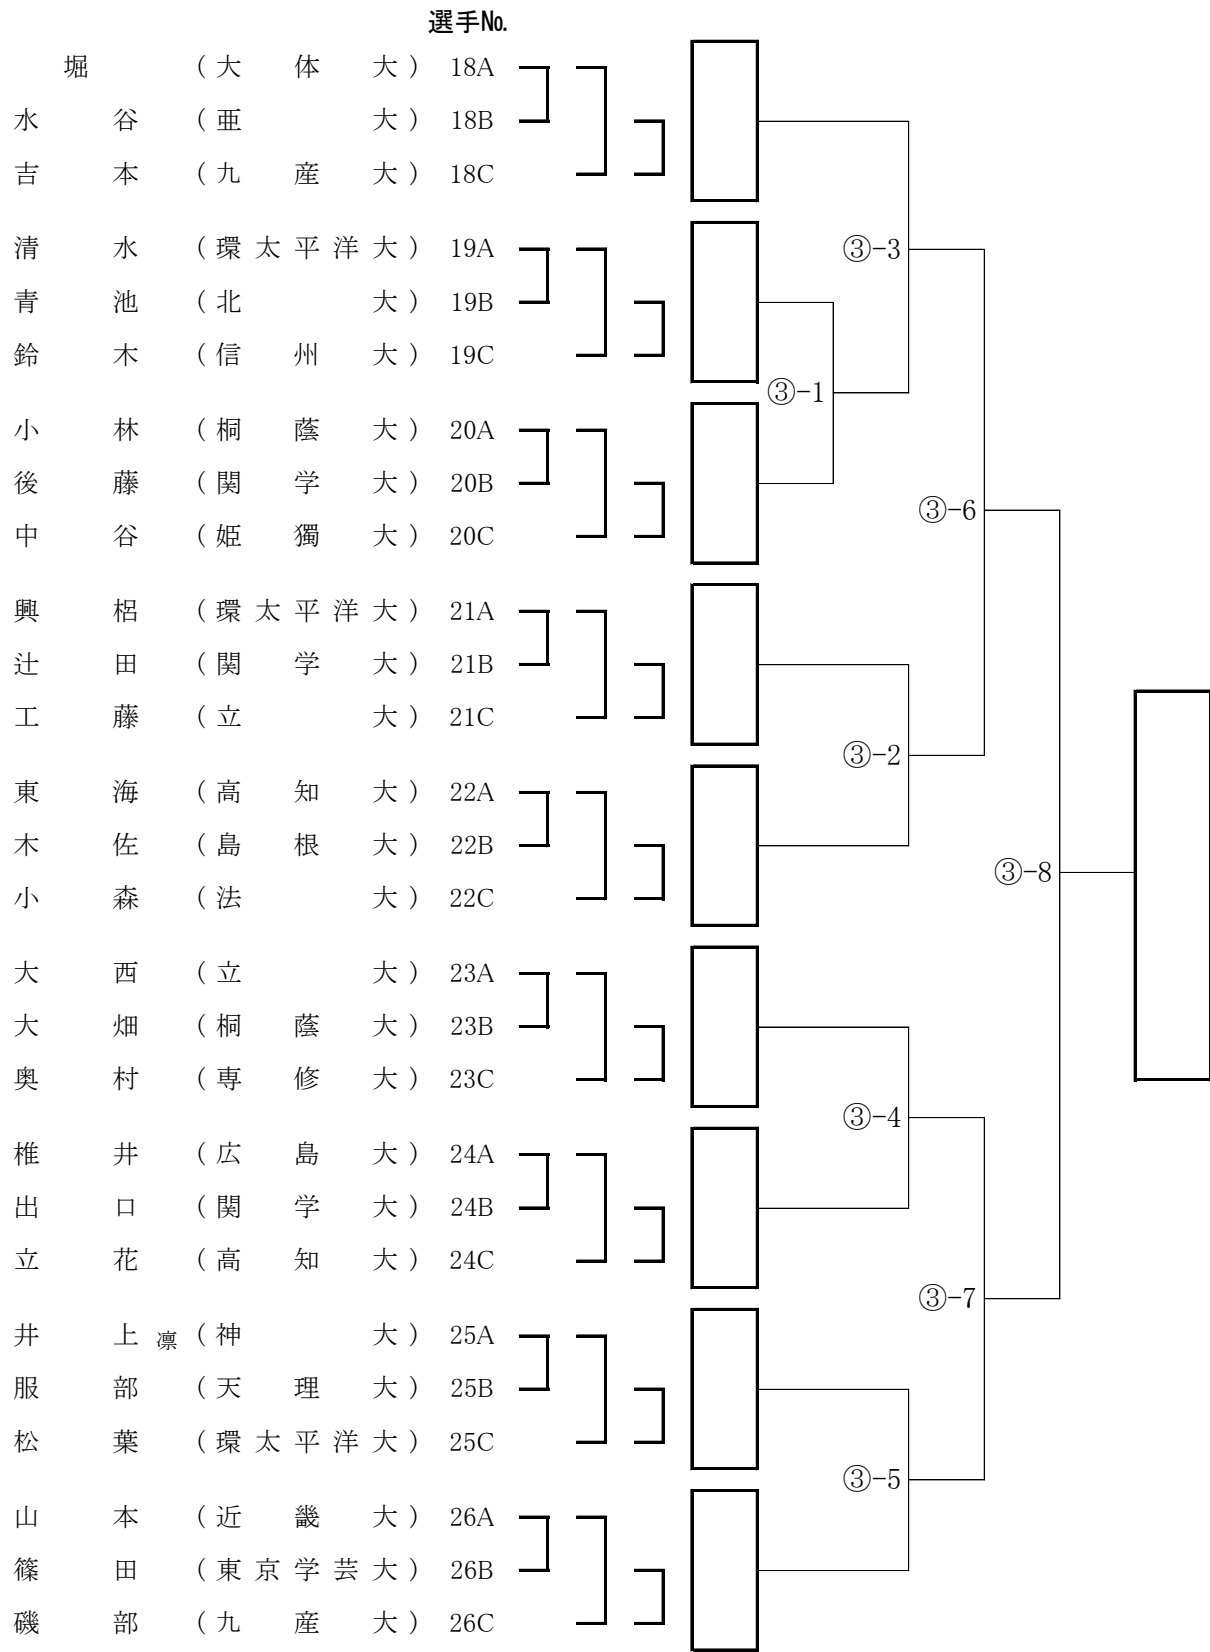 選手№
堀 （大体大） 18A
水谷 （亜大） 18B
吉本 （九産大） 18C
清水 （環太平洋大） 19A
③-3
青池 （北大） 19B
鈴木 （信州大） 19C
③-1
小林 （桐蔭大） 20A
後藤 （関学大） 20B
③-6
中谷 （姫獨大） 20C
興梠 （環太平洋大） 21A
辻田 （関学大） 21B
工藤 （立大） 21C
③-2
東海 （高知大） 22A
木佐 （島根大） 22B
③-8
小森 （法大） 22C
大西 （立大） 23A
大畑 （桐蔭大） 23B
奥村 （専修大） 23C
③-4
椎井 （広島大） 24A
出口 （関学大） 24B
立花 （高知大） 24C
③-7
井上凛 （神大） 25A
服部 （天理大） 25B
松葉 （環太平洋大） 25C
③-5
山本 （近畿大） 26A
篠田 （東京学芸大） 26B
磯部 （九産大） 26C